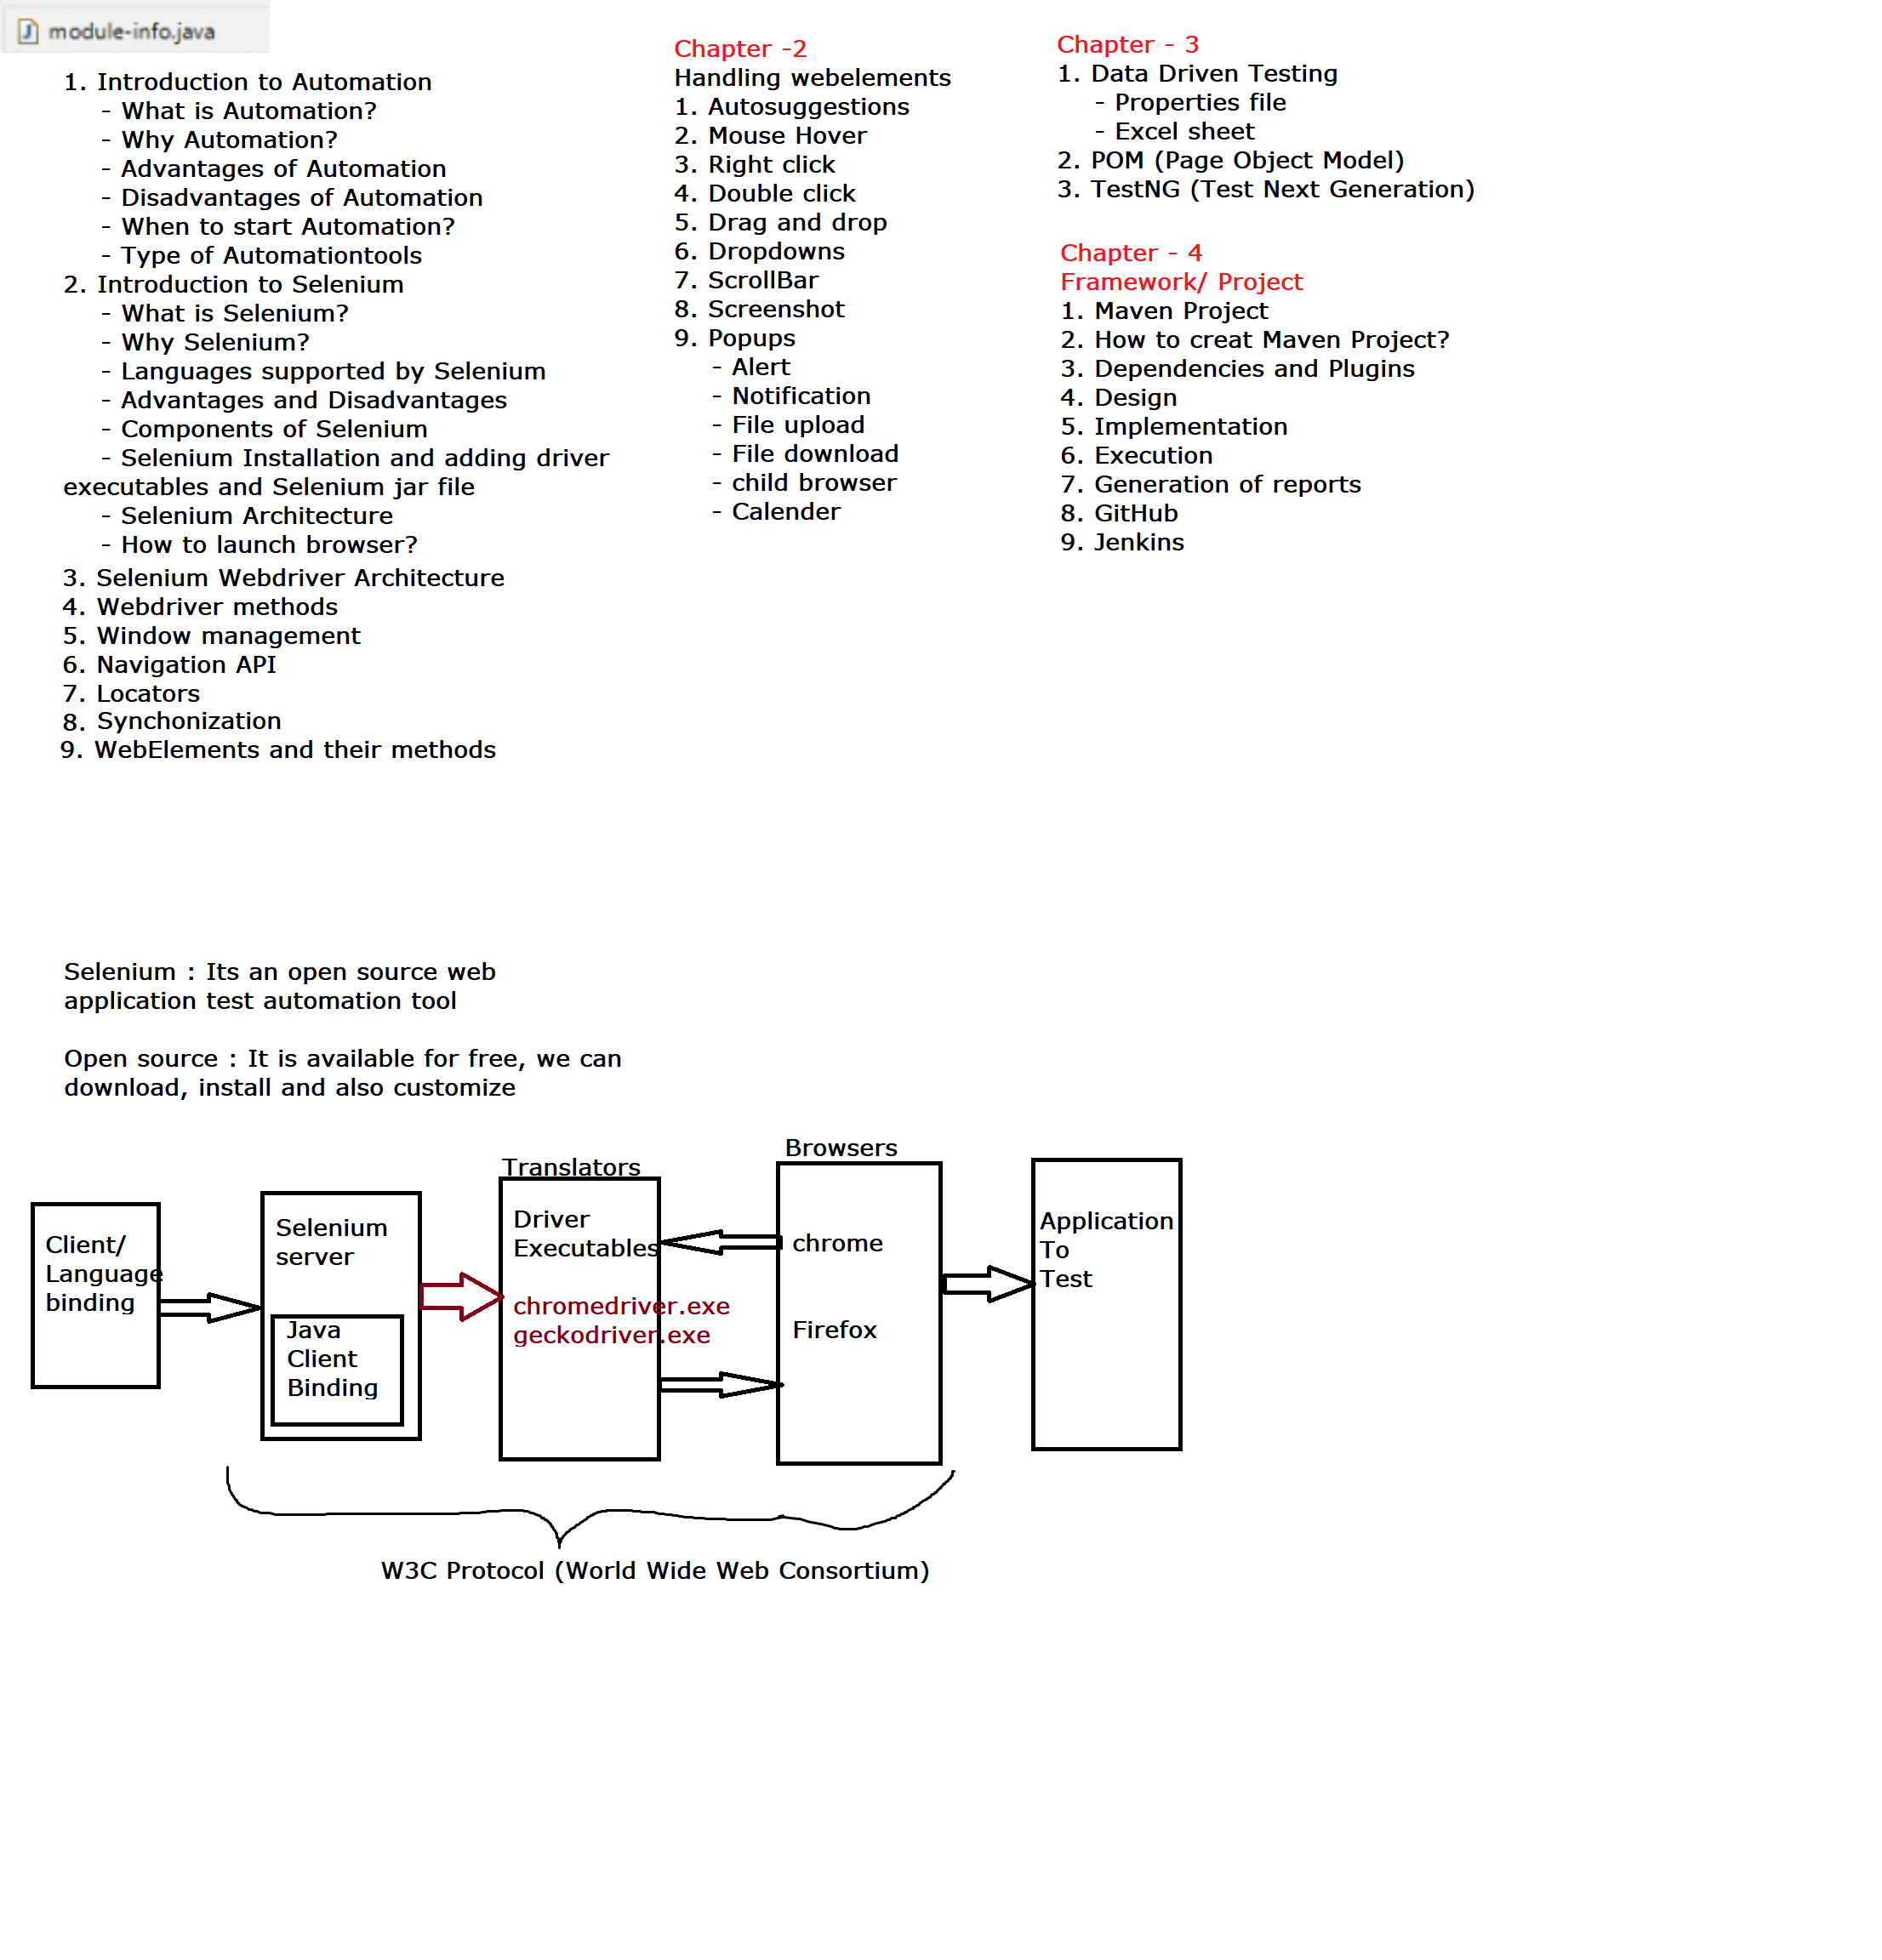 module-info.java
1. Introduction to Automation
- What is Automation?
- Why Automation?
- Advantages of Automation
- Disadvantages of Automation
- When to start Automation?
- Type of Automationtools
2. Introduction to Selenium
- What is Selenium?
- Why Selenium?
- Languages supported by Selenium
- Advantages and Disadvantages
- Components of Selenium
- Selenium Installation and adding driver
executables and Selenium jar file
- Selenium Architecture
- How to launch browser?
3. Selenium Webdriver Architecture
4. Webdriver methods
5. Window management
6. Navigation API
7. Locators
8. Synchonization
9. WebElements and their methods
Chapter -2
Handling webelements
1. Autosuggestions
2. Mouse Hover
3. Right click
4. Double click
5. Drag and drop
6. Dropdowns
7. ScrollBar
8. Screenshot
9. Popups
- Alert
- Notification
- File upload
- File download
- child browser
- Calender
Chapter - 3
1. Data Driven Testing
- Properties file
- Excel sheet
2. POM (Page Object Model)
3. TestNG (Test Next Generation)
Chapter - 4
Framework/ Project
1. Maven Project
2. How to creat Maven Project?
3. Dependencies and Plugins
4. Design
5. Implementation
6. Execution
7. Generation of reports
8. GitHub
9. Jenkins
Selenium : Its an open source web
application test automation tool
Open source : It is available for free, we can
download, install and also customize
Client/
Language
binding
Selenium
server
Java
Client
Binding
Translators
Driver
Executables
chromedriver.exe
geckodriver.exe
Browsers
chrome
Firefox
Application
To
Test
W3C Protocol (World Wide Web Consortium)